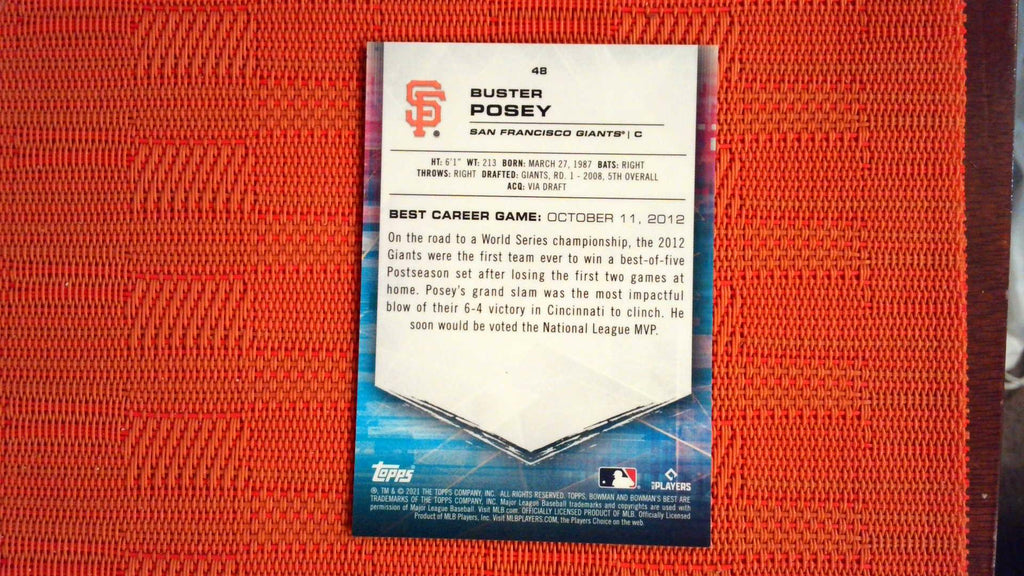 48
SF
BUSTER
POSEY
SAN FRANCISCO GIANTS® | C
HT: 6'1" WT: 213 BORN: MARCH 27, 1987 BATS: RIGHT
THROWS: RIGHT DRAFTED: GIANTS, RD. 1 - 2008, 5TH OVERALL
ACQ: VIA DRAFT
BEST CAREER GAME: OCTOBER 11, 2012
On the road to a World Series championship, the 2012
Giants were the first team ever to win a best-of-five
Postseason set after losing the first two games at
home. Posey's grand slam was the most impactful
blow of their 6-4 victory in Cincinnati to clinch. He
soon would be voted the National League MVP.
Topps
PLAYERS
®, TM & © 2021 THE TOPPS COMPANY, INC. ALL RIGHTS RESERVED. TOPPS, BOWMAN AND BOWMAN'S BEST ARE
TRADEMARKS OF THE TOPPS COMPANY, INC. Major League Baseball trademarks and copyrights are used with
permission of Major League Baseball. Visit MLB.com. OFFICIALLY LICENSED PRODUCT OF MLB. Officially Licensed
Product of MLB Players, Inc. Visit MLBPLAYERS.COM, the Players Choice on the web.